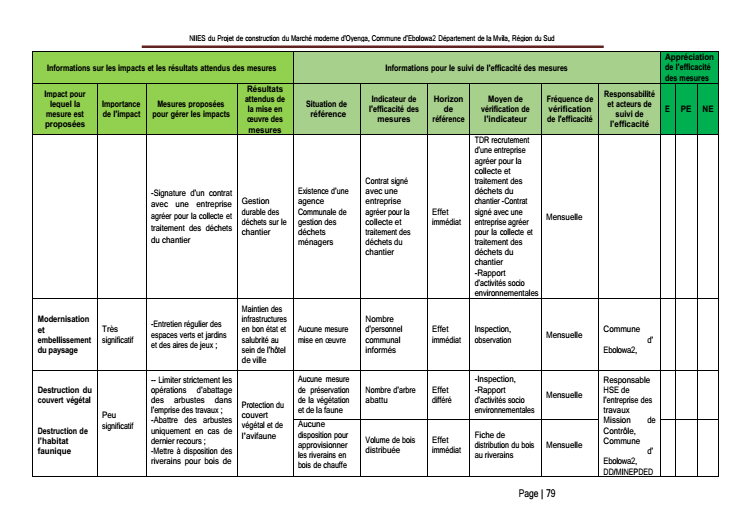 NIIES du Projet de construction du Marché moderne d'Oyenga, Commune d'Ebolowa2 Département de la Mvila, Région du Sud
Informations sur les impacts et les résultats attendus des mesures
Informations pour le suivi de l'efficacité des mesures
Appréciation
de l'efficacité
des mesures
Impact pour
lequel la
mesure est
proposées
Importance
de l'impact
Mesures proposées
pour gérer les impacts
Résultats
attendus de
la mise en
œuvre des
mesures
Situation de
référence
Indicateur de
l'efficacité des
mesures
Horizon
de
référence
Moyen de
vérification de
l'indicateur
Fréquence de
vérification
de l'efficacité
Responsabilité
et acteurs de
suivi de
l'efficacité
E
PE
NE
-Signature d'un contrat
avec une entreprise
agréer pour la collecte et
traitement des déchets
du chantier
Gestion
durable des
déchets sur le
chantier
Existence d'une
agence
Communale de
gestion des
déchets
ménagers
Contrat signé
avec une
entreprise
agréer pour la
collecte et
traitement des
déchets du
chantier
Effet
immédiat
TDR recrutement
d'une entreprise
agréer pour la
collecte et
traitement des
déchets du
chantier -Contrat
signé avec une
entreprise agréer
pour la collecte et
traitement des
déchets du
chantier
-Rapport
d'activités socio
environnementales
Mensuelle
Modernisation
et
embellissement
du paysage
Très
significatif
-Entretien régulier des
espaces verts et jardins
et des aires de jeux ;
Maintien des
infrastructures
en bon état et
salubrité au
sein de l'hôtel
de ville
Aucune mesure
mise en œuvre
Nombre
d'personnel
communal
informés
Effet
immédiat
Inspection,
observation
Mensuelle
Commune
d'
Ebolowa2,
Destruction du
couvert végétal
Destruction de
l'habitat
faunique
Peu
significatif
-- Limiter strictement les
opérations d'abattage
des arbustes dans
l'emprise des travaux ;
-Abattre des arbustes
uniquement en cas de
dernier recours ;
-Mettre à disposition des
riverains pour bois de
Protection du
couvert
végétal et de
l'avifaune
Aucune mesure
de préservation
de la végétation
et de la faune
Nombre d'arbre
abattu
Effet
différé
-Inspection,
-Rapport
d'activités socio
environnementales
Mensuelle
Responsable
HSE de
l'entreprise des
travaux
Mission de
Contrôle,
Commune
d'
Ebolowa2,
DD/MINEPDED
Aucune
disposition pour
approvisionner
les riverains en
bois de chauffe
Volume de bois
distribuée
Effet
immédiat
Fiche de
distribution du bois
au riverains
Mensuelle
Page | 79